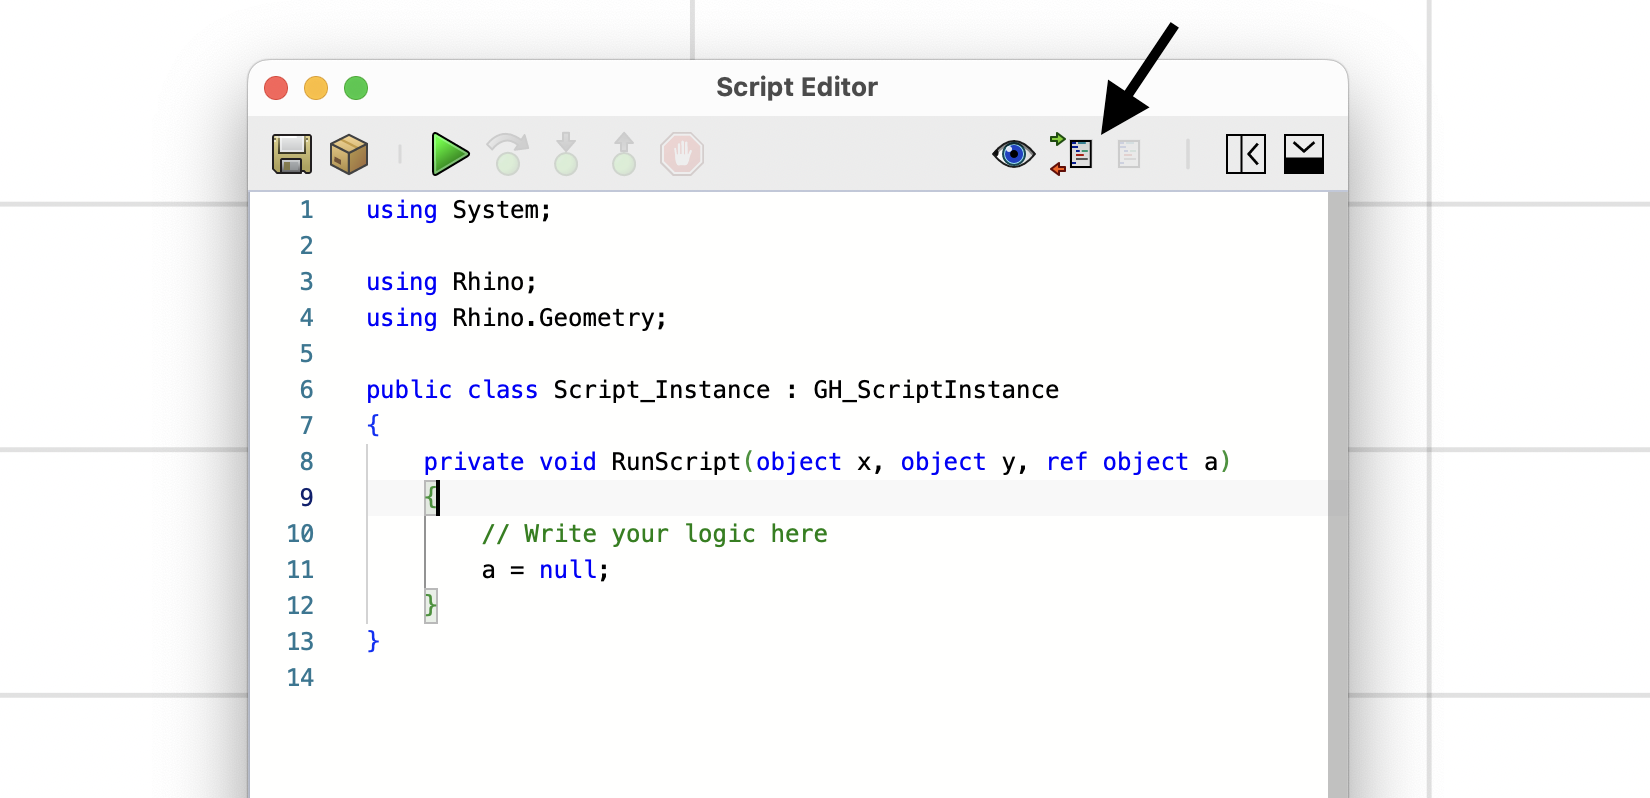 Script Editor
1 using System;
2
3 using Rhino;
4 using Rhino.Geometry;
5
6 public class Script_Instance : GH_ScriptInstance
7 {
8 private void RunScript(object x, object y, ref object a)
9 {
10 // Write your logic here
11 a = null;
12 }
13 }
14